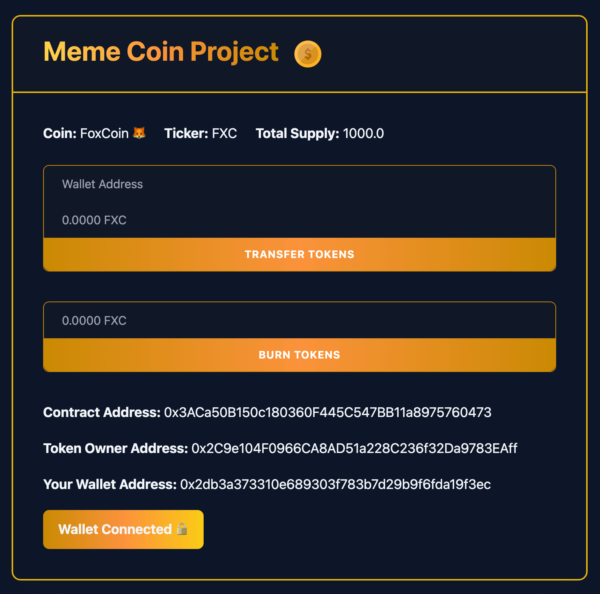 Meme Coin Project
Coin: FoxCoin 🦊 Ticker: FXC Total Supply: 1000.0
Wallet Address
0.0000 FXC
TRANSFER TOKENS
0.0000 FXC
BURN TOKENS
Contract Address: 0x3ACa50B150c180360F445C547BB11a8975760473
Token Owner Address: 0x2C9e104F0966CA8AD51a228C236f32Da9783EAff
Your Wallet Address: 0x2db3a373310e689303f783b7d29b9f6fda19f3ec
Wallet Connected 🔒